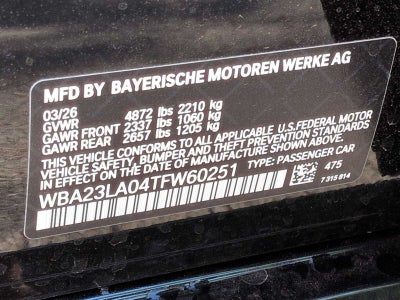 MFD BY BAYERISCHE MOTOREN WERKE AG
03/26
GVWR 4872 lbs 2210 kg
GAWR FRONT 2337 lbs 1060 kg
GAWR REAR 2657 lbs 1205 kg
THIS VEHICLE CONFORMS TO ALL APPLICABLE U.S.FEDERAL MOTOR
VEHICLE SAFETY, BUMPER AND THEFT PREVENTION STANDARDS
IN EFFECT ON THE DATE OF MANUFACTURE SHOWN ABOVE.
WBA23LA04TFW60251 TYPE: PASSENGER CAR
475
7 315 814